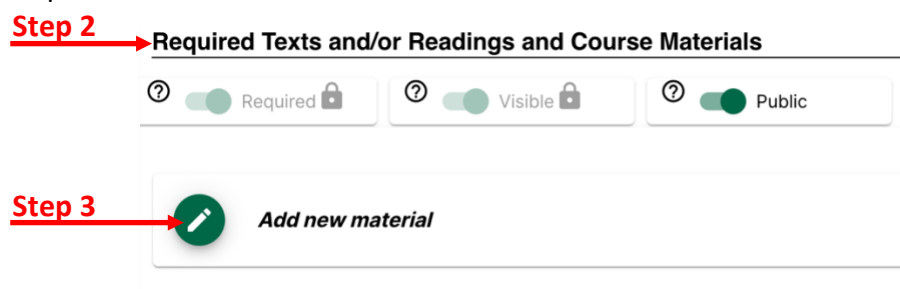 Step 2
Required Texts and/or Readings and Course Materials
Required
Visible
Public
Step 3
Add new material